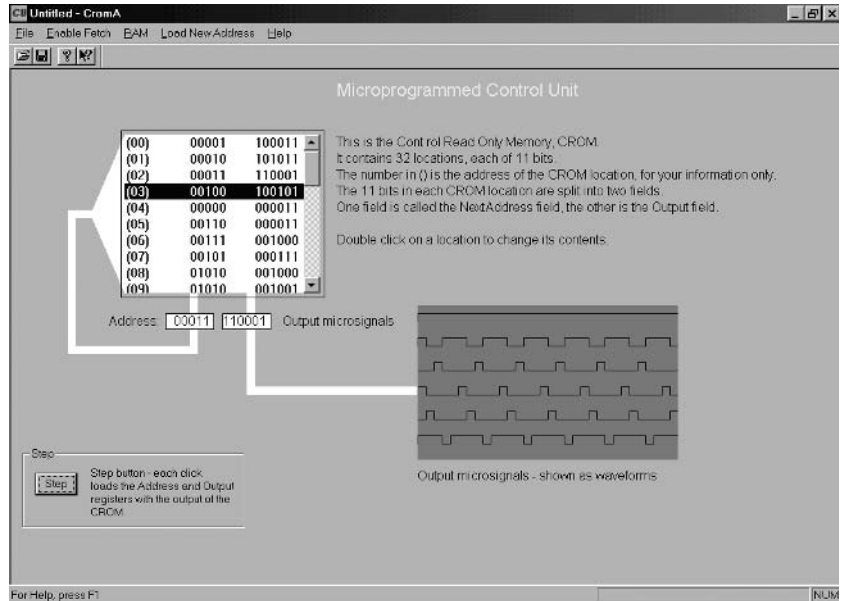 Untitled - CromA
File Enable Fetch RAM Load New Address Help
Microprogrammed Control Unit
(00) 00001 100011
(01) 00010 101011
(02) 00011 110001
(03) 00100 100101
(04) 00000 000011
(05) 00110 000011
(06) 00111 001000
(07) 00101 000111
(08) 01010 001000
(09) 01010 001001
This is the Control Read Only Memory, CROM.
It contains 32 locations, each of 11 bits.
The number in () is the address of the CROM location, for your information only.
The 11 bits in each CROM location are split into two fields.
One field is called the NextAddress field, the other is the Output field.
Double click on a location to change its contents.
Address: 00011 110001 Output microsignals
Output microsignals - shown as waveforms
Step
Step
Step button - each click
loads the Address and Output
registers with the output of the
CROM
For Help, press F1
NUM